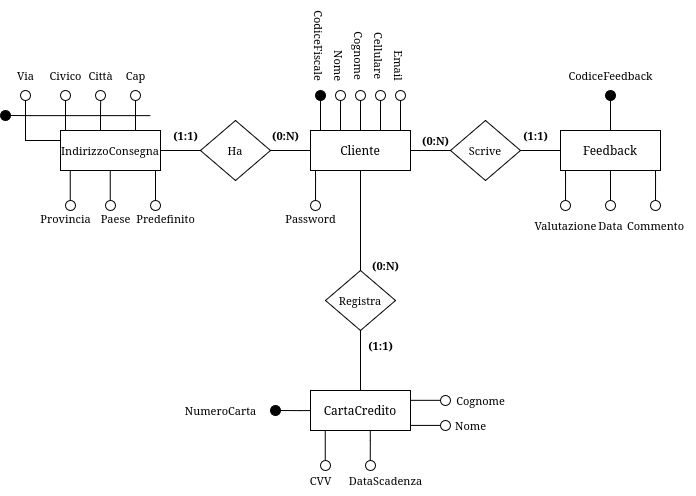 CodiceFiscale
Nome
Cognome
Cellulare
Email
Via
Civico
Città
Cap
CodiceFeedback
IndirizzoConsegna
(1:1)
Ha
(0:N)
Cliente
(0:N)
Scrive
(1:1)
Feedback
Provincia
Paese
Predefinito
Password
Valutazione
Data
Commento
(0:N)
Registra
(1:1)
NumeroCarta
CartaCredito
Cognome
Nome
CVV
DataScadenza